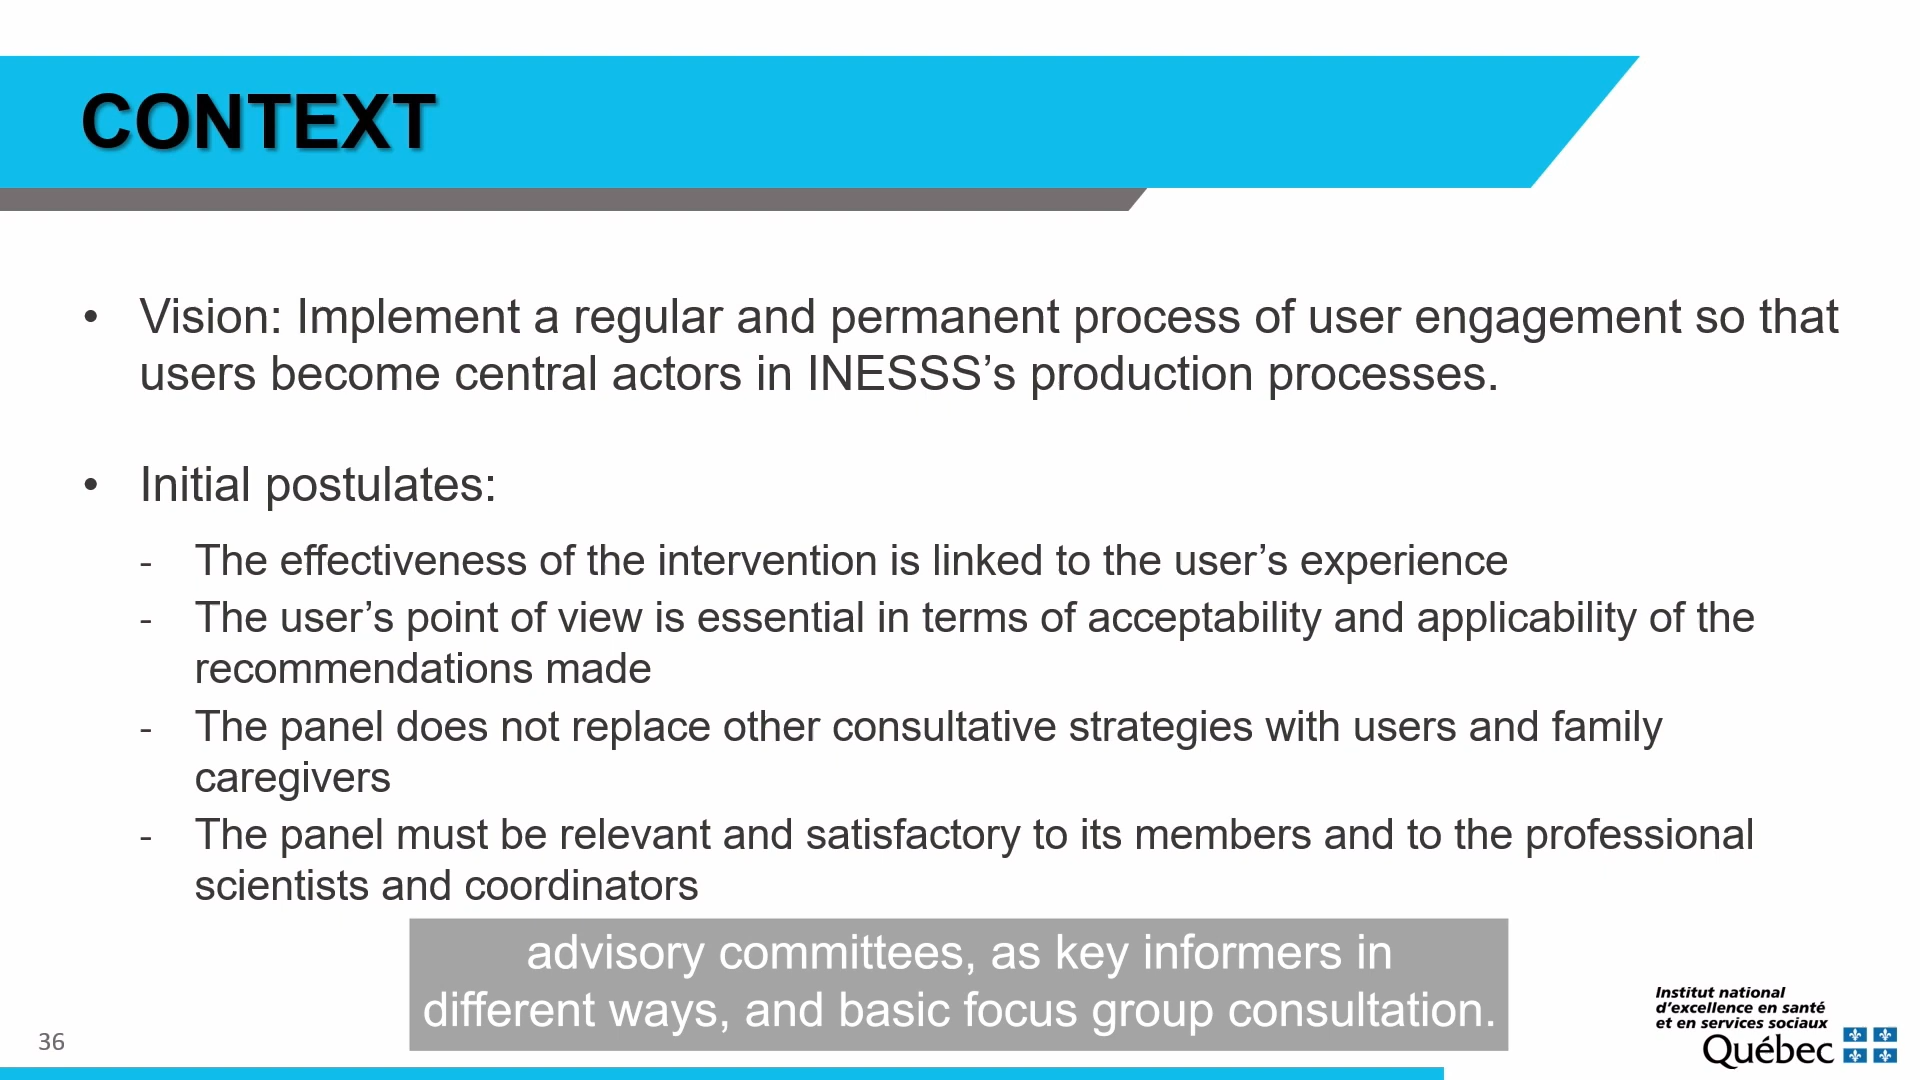 CONTEXT
• Vision: Implement a regular and permanent process of user engagement so that
users become central actors in INESSS’s production processes.
• Initial postulates:
- The effectiveness of the intervention is linked to the user’s experience
- The user’s point of view is essential in terms of acceptability and applicability of the
recommendations made
- The panel does not replace other consultative strategies with users and family
caregivers
- The panel must be relevant and satisfactory to its members and to the professional
scientists and coordinators
advisory committees, as key informers in
different ways, and basic focus group consultation.
36
Institut national
d’excellence en santé
et en services sociaux
Québec